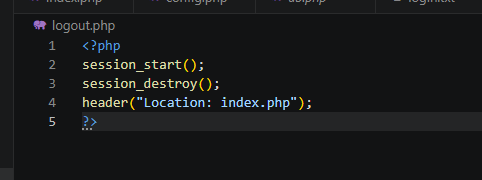 logout.php
1 <?php
2 session_start();
3 session_destroy();
4 header("Location: index.php");
5 ?>